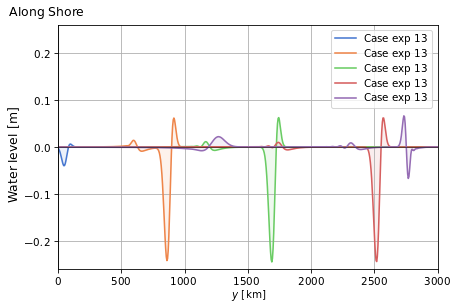 Along Shore
Case exp 13
Case exp 13
Case exp 13
Case exp 13
Case exp 13
Water level [m]
0.2
0.1
0.0
−0.1
−0.2
0 500 1000 1500 2000 2500 3000
y [km]